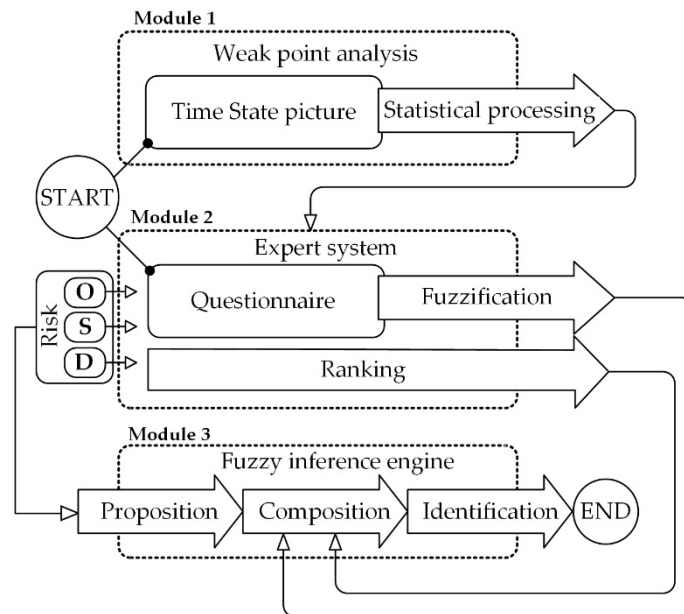 Module 1
Weak point analysis
Time State picture
Statistical processing
START
Module 2
Expert system
Questionnaire
Fuzzification
Risk
O
S
D
Ranking
Module 3
Fuzzy inference engine
Proposition
Composition
Identification
END